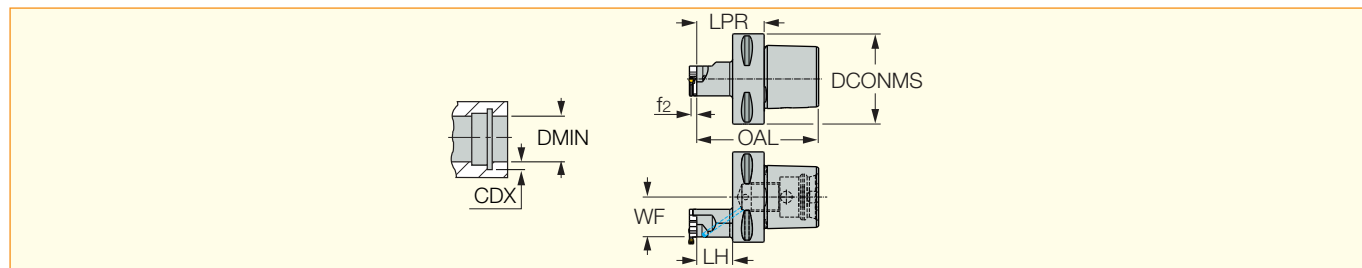 LPR
DCONMS
f2
OAL
DMIN
CDX
WF
LH